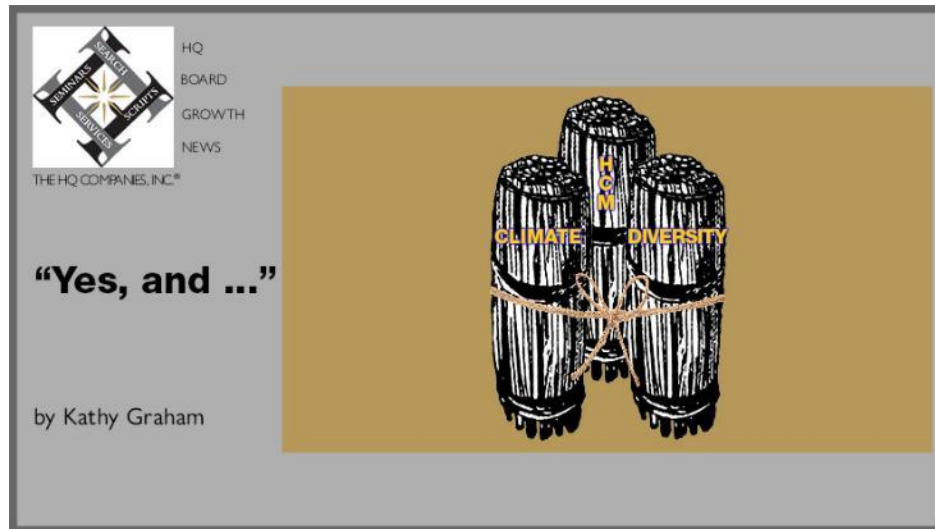 SEARCH
SEMINARS
SCRIPTS
SERVICES
HQ
BOARD
GROWTH
NEWS
THE HQ COMPANIES, INC.®
“Yes, and ...”
by Kathy Graham
HCM
CLIMATE
DIVERSITY